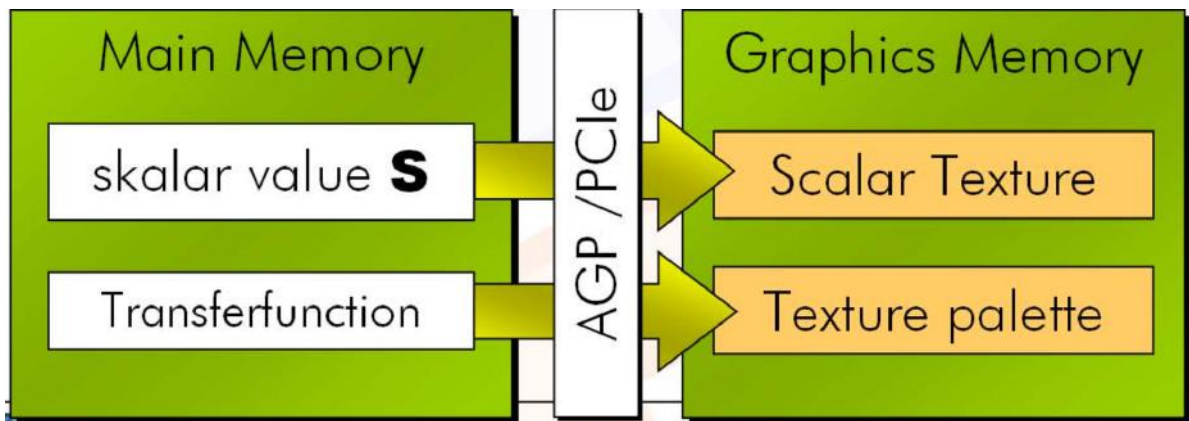 Main Memory
skalar value S
Transferfunction
AGP /PCIe
Graphics Memory
Scalar Texture
Texture palette